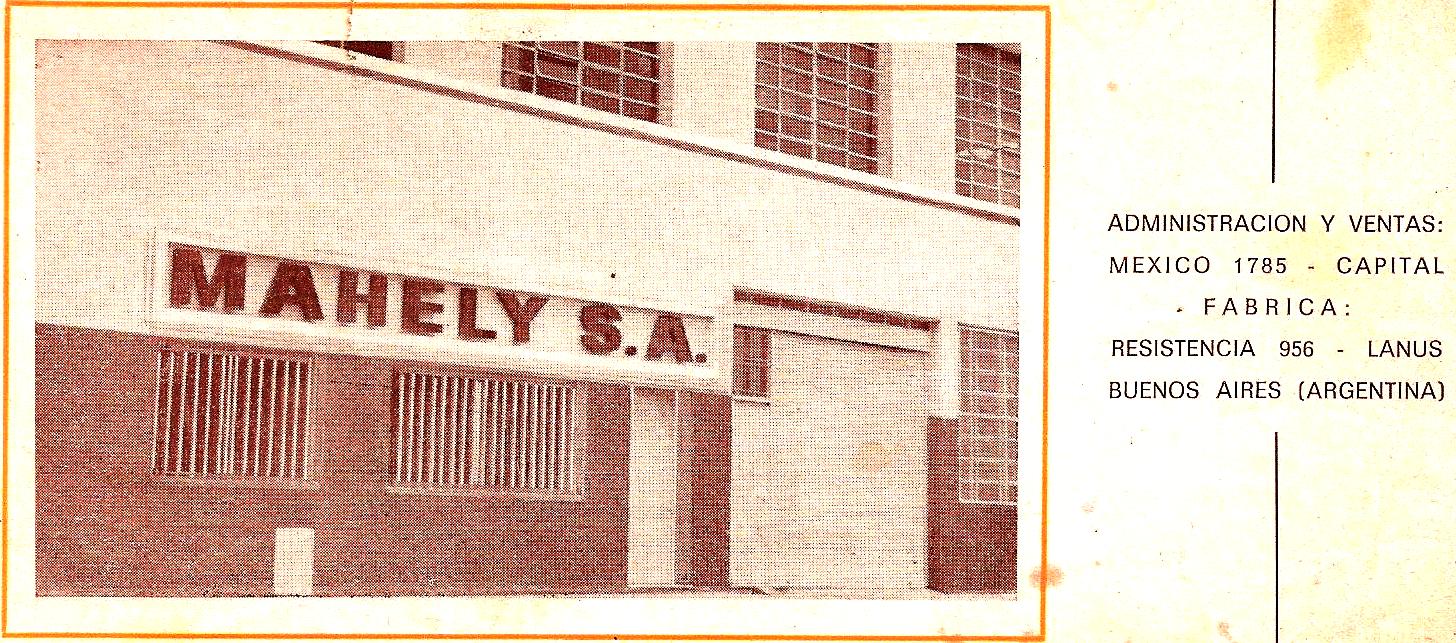 MAHELY S.A.
ADMINISTRACION Y VENTAS:
MEXICO 1785 - CAPITAL
FABRICA:
RESISTENCIA 956 - LANUS
BUENOS AIRES (ARGENTINA)